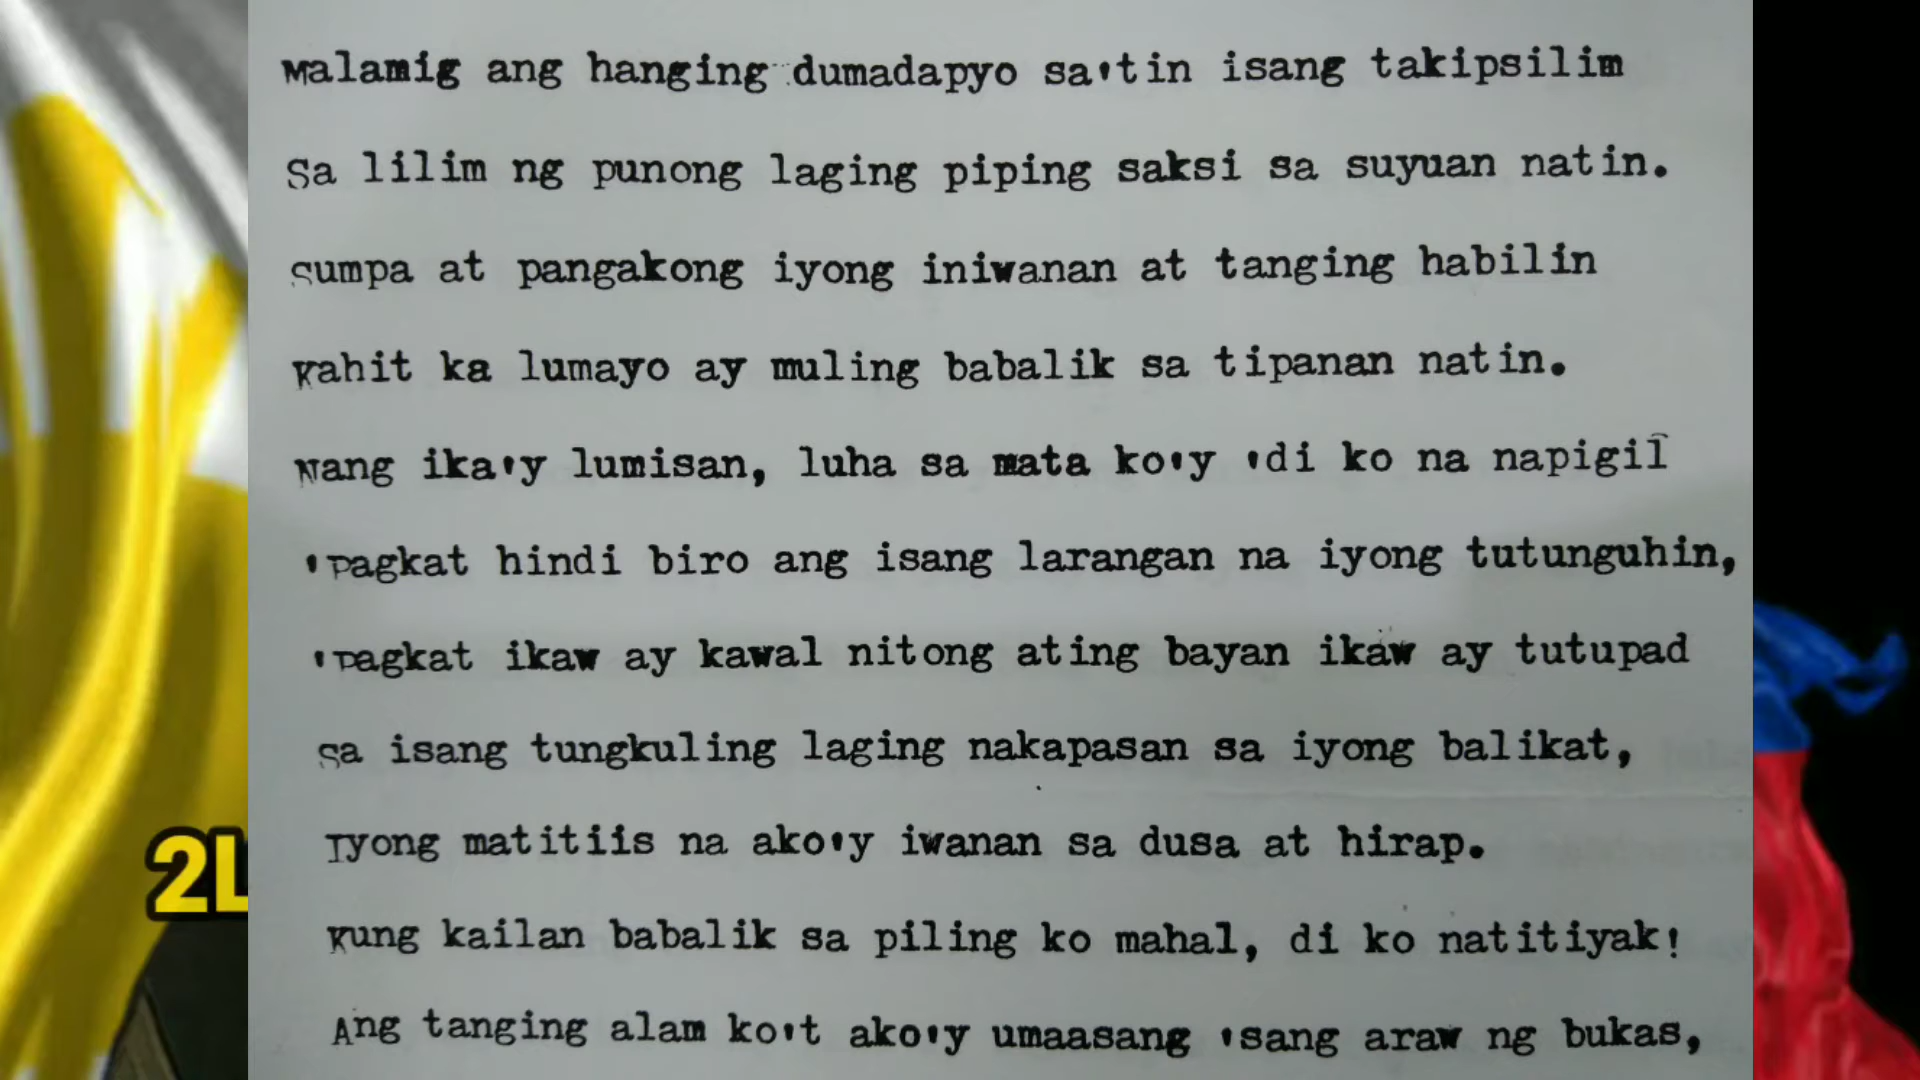 Malamig ang hanging dumadapyo sa'tin isang takipsilim
Sa lilim ng punong laging piping saksi sa suyuan natin.
Sumpa at pangakong iyong iniwanan at tanging habilin
Kahit ka lumayo ay muling babalik sa tipanan natin.
Nang ika'y lumisan, luha sa mata ko'y 'di ko na napigil
'Pagkat hindi biro ang isang larangan na iyong tutunguhin,
'Pagkat ikaw ay kawal nitong ating bayan ikaw ay tutupad
Sa isang tungkuling laging nakapasan sa iyong balikat,
Iyong matitiis na ako'y iwanan sa dusa at hirap.
Kung kailan babalik sa piling ko mahal, di ko natitiyak!
Ang tanging alam ko't ako'y umaasang 'sang araw ng bukas,
2L